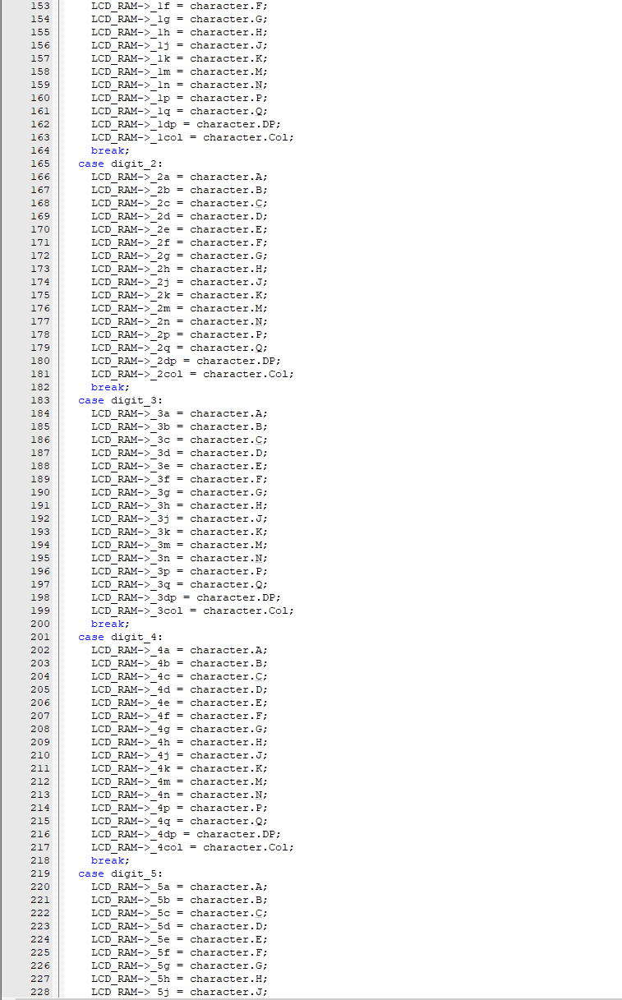 153 LCD_RAM->_1f = character.F;
154 LCD_RAM->_1g = character.G;
155 LCD_RAM->_1h = character.H;
156 LCD_RAM->_1j = character.J;
157 LCD_RAM->_1k = character.K;
158 LCD_RAM->_1m = character.M;
159 LCD_RAM->_1n = character.N;
160 LCD_RAM->_1p = character.P;
161 LCD_RAM->_1q = character.Q;
162 LCD_RAM->_1dp = character.DP;
163 LCD_RAM->_1col = character.Col;
164 break;
165 case digit_2:
166 LCD_RAM->_2a = character.A;
167 LCD_RAM->_2b = character.B;
168 LCD_RAM->_2c = character.C;
169 LCD_RAM->_2d = character.D;
170 LCD_RAM->_2e = character.E;
171 LCD_RAM->_2f = character.F;
172 LCD_RAM->_2g = character.G;
173 LCD_RAM->_2h = character.H;
174 LCD_RAM->_2j = character.J;
175 LCD_RAM->_2k = character.K;
176 LCD_RAM->_2m = character.M;
177 LCD_RAM->_2n = character.N;
178 LCD_RAM->_2p = character.P;
179 LCD_RAM->_2q = character.Q;
180 LCD_RAM->_2dp = character.DP;
181 LCD_RAM->_2col = character.Col;
182 break;
183 case digit_3:
184 LCD_RAM->_3a = character.A;
185 LCD_RAM->_3b = character.B;
186 LCD_RAM->_3c = character.C;
187 LCD_RAM->_3d = character.D;
188 LCD_RAM->_3e = character.E;
189 LCD_RAM->_3f = character.F;
190 LCD_RAM->_3g = character.G;
191 LCD_RAM->_3h = character.H;
192 LCD_RAM->_3j = character.J;
193 LCD_RAM->_3k = character.K;
194 LCD_RAM->_3m = character.M;
195 LCD_RAM->_3n = character.N;
196 LCD_RAM->_3p = character.P;
197 LCD_RAM->_3q = character.Q;
198 LCD_RAM->_3dp = character.DP;
199 LCD_RAM->_3col = character.Col;
200 break;
201 case digit_4:
202 LCD_RAM->_4a = character.A;
203 LCD_RAM->_4b = character.B;
204 LCD_RAM->_4c = character.C;
205 LCD_RAM->_4d = character.D;
206 LCD_RAM->_4e = character.E;
207 LCD_RAM->_4f = character.F;
208 LCD_RAM->_4g = character.G;
209 LCD_RAM->_4h = character.H;
210 LCD_RAM->_4j = character.J;
211 LCD_RAM->_4k = character.K;
212 LCD_RAM->_4m = character.M;
213 LCD_RAM->_4n = character.N;
214 LCD_RAM->_4p = character.P;
215 LCD_RAM->_4q = character.Q;
216 LCD_RAM->_4dp = character.DP;
217 LCD_RAM->_4col = character.Col;
218 break;
219 case digit_5:
220 LCD_RAM->_5a = character.A;
221 LCD_RAM->_5b = character.B;
222 LCD_RAM->_5c = character.C;
223 LCD_RAM->_5d = character.D;
224 LCD_RAM->_5e = character.E;
225 LCD_RAM->_5f = character.F;
226 LCD_RAM->_5g = character.G;
227 LCD_RAM->_5h = character.H;
228 LCD_RAM->_5j = character.J;